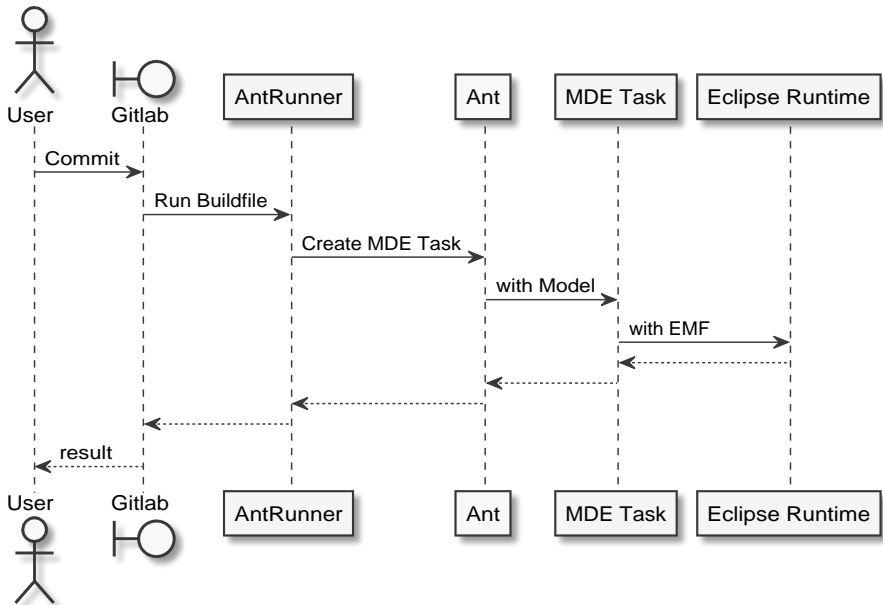 User
Gitlab
AntRunner
Ant
MDE Task
Eclipse Runtime
Commit
Run Buildfile
Create MDE Task
with Model
with EMF
result
User
Gitlab
AntRunner
Ant
MDE Task
Eclipse Runtime